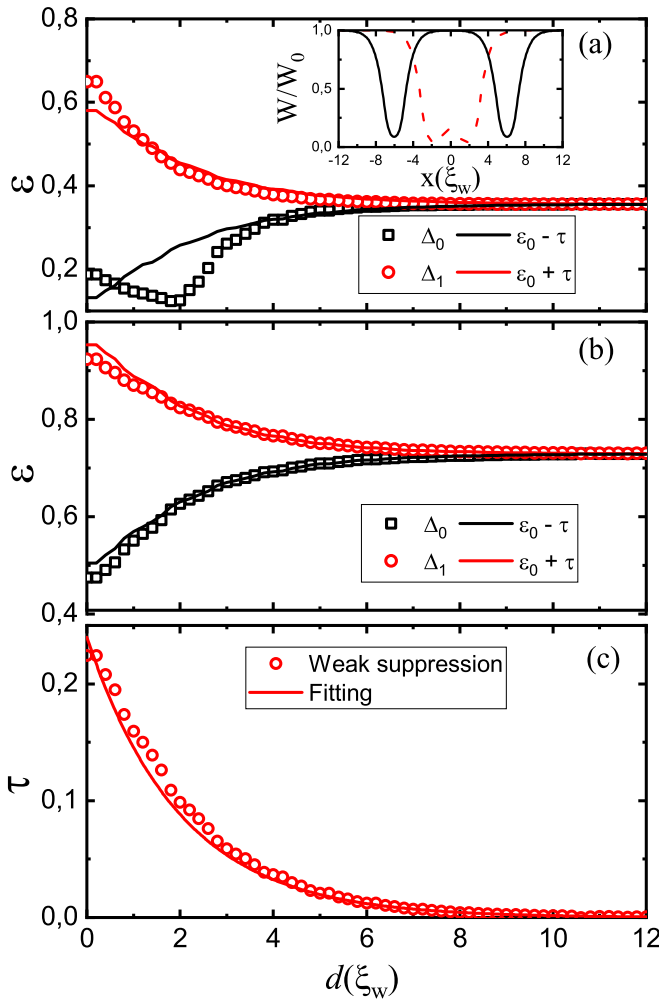 0,8
(a)
1,0
0,5
0,0
W/W₀
-12 -8 -4 0 4 8 12
x(ξ_w)
0,6
ε
0,4
0,2
Δ₀ ε₀ - τ
Δ₁ ε₀ + τ
1,0
(b)
0,8
ε
0,6
0,4
Δ₀ ε₀ - τ
Δ₁ ε₀ + τ
(c)
Weak suppression
Fitting
0,2
τ
0,1
0,0
0 2 4 6 8 10 12
d(ξ_w)